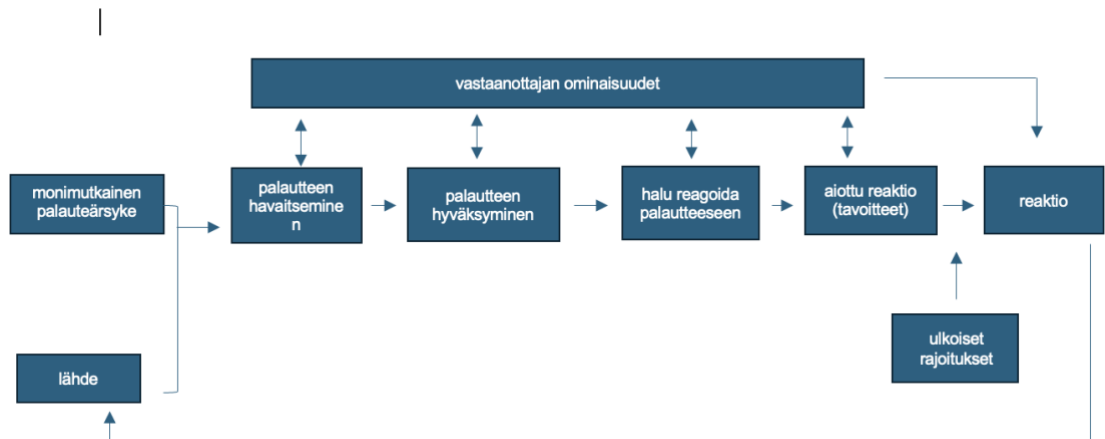 vastaanottajan ominaisuudet
monimutkainen
palauteärsyke
palautteen
havaitsemine
n
palautteen
hyväksyminen
halu reagoida
palautteeseen
aiottu reaktio
(tavoitteet)
reaktio
ulkoiset
rajoitukset
lähde